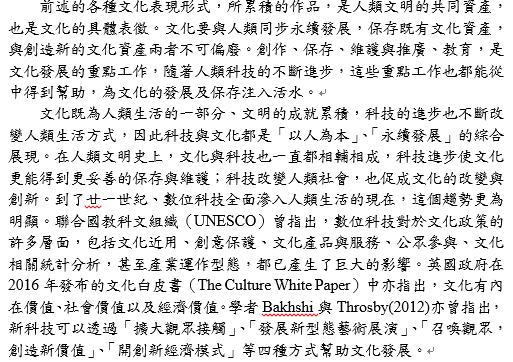 前述的各種文化表現形式，所累積的作品，是人類文明的共同資產，
也是文化的具體表徵。文化要與人類同步永續發展，保存既有文化資產，
與創造新的文化資產兩者不可偏廢。創作、保存、維護與推廣、教育，是
文化發展的重點工作，隨著人類科技的不斷進步，這些重點工作也都能從
中得到幫助，為文化的發展及保存注入活水。
文化既為人類生活的一部分、文明的成就累積，科技的進步也不斷改
變人類生活方式，因此科技與文化都是「以人為本」、「永續發展」的綜合
展現。在人類文明史上，文化與科技也一直都相輔相成，科技進步使文化
更能得到更妥善的保存與維護；科技改變人類社會，也促成文化的改變與
創新。到了廿一世紀、數位科技全面滲入人類生活的現在，這個趨勢更為
明顯。聯合國教科文組織（UNESCO）曾指出，數位科技對於文化政策的
許多層面，包括文化近用、創意保護、文化產品與服務、公眾參與、文化
相關統計分析，甚至產業運作型態，都已產生了巨大的影響。英國政府在
2016 年發布的文化白皮書（The Culture White Paper）中亦指出，文化有內
在價值、社會價值以及經濟價值。學者 Bakhshi 與 Throsby(2012)亦曾指出，
新科技可以透過「擴大觀眾接觸」、「發展新型態藝術展演」、「召喚觀眾，
創造新價值」、「開創新經濟模式」等四種方式幫助文化發展。